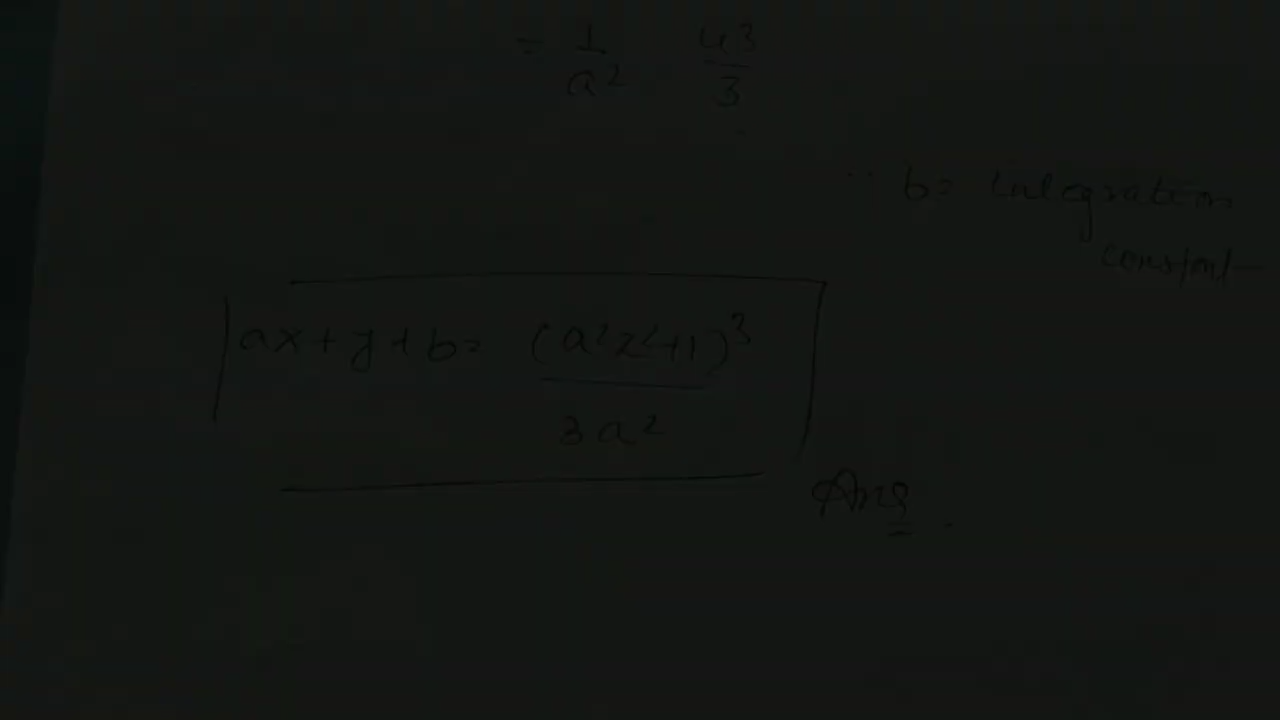 = 1/a² u³/3
∵ b = integration
constant
ax + y + b = (a²z²+1)³ / 3a²
Ans.